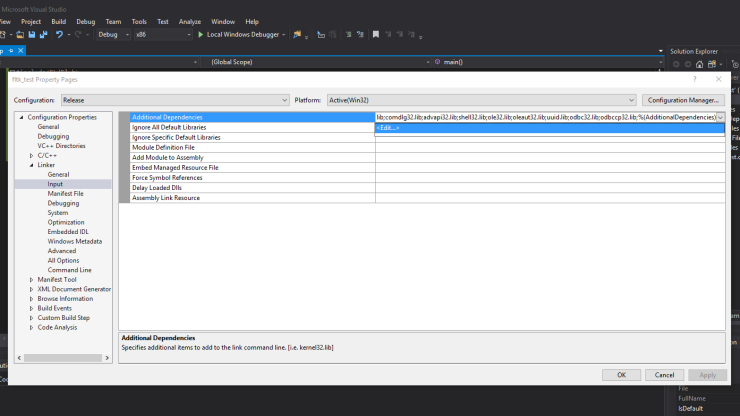 Microsoft Visual Studio
View Project Build Debug Team Tools Test Analyze Window Help
Debug x86 Local Windows Debugger
(Global Scope) main() Solution Explorer
fltk_test Property Pages ? ×
Configuration: Release Platform: Active(Win32) Configuration Manager...
Configuration Properties
General
Debugging
VC++ Directories
C/C++
Linker
General
Input
Manifest File
Debugging
System
Optimization
Embedded IDL
Windows Metadata
Advanced
All Options
Command Line
Manifest Tool
XML Document Generator
Browse Information
Build Events
Custom Build Step
Code Analysis
Additional Dependencies lib;comdlg32.lib;advapi32.lib;shell32.lib;ole32.lib;oleaut32.lib;uuid.lib;odbc32.lib;odbccp32.lib;%(AdditionalDependencies)
Ignore All Default Libraries <Edit...>
Ignore Specific Default Libraries
Module Definition File
Add Module to Assembly
Embed Managed Resource File
Force Symbol References
Delay Loaded Dlls
Assembly Link Resource
Additional Dependencies
Specifies additional items to add to the link command line. [i.e. kernel32.lib]
OK Cancel Apply
File
FullName
IsDefault